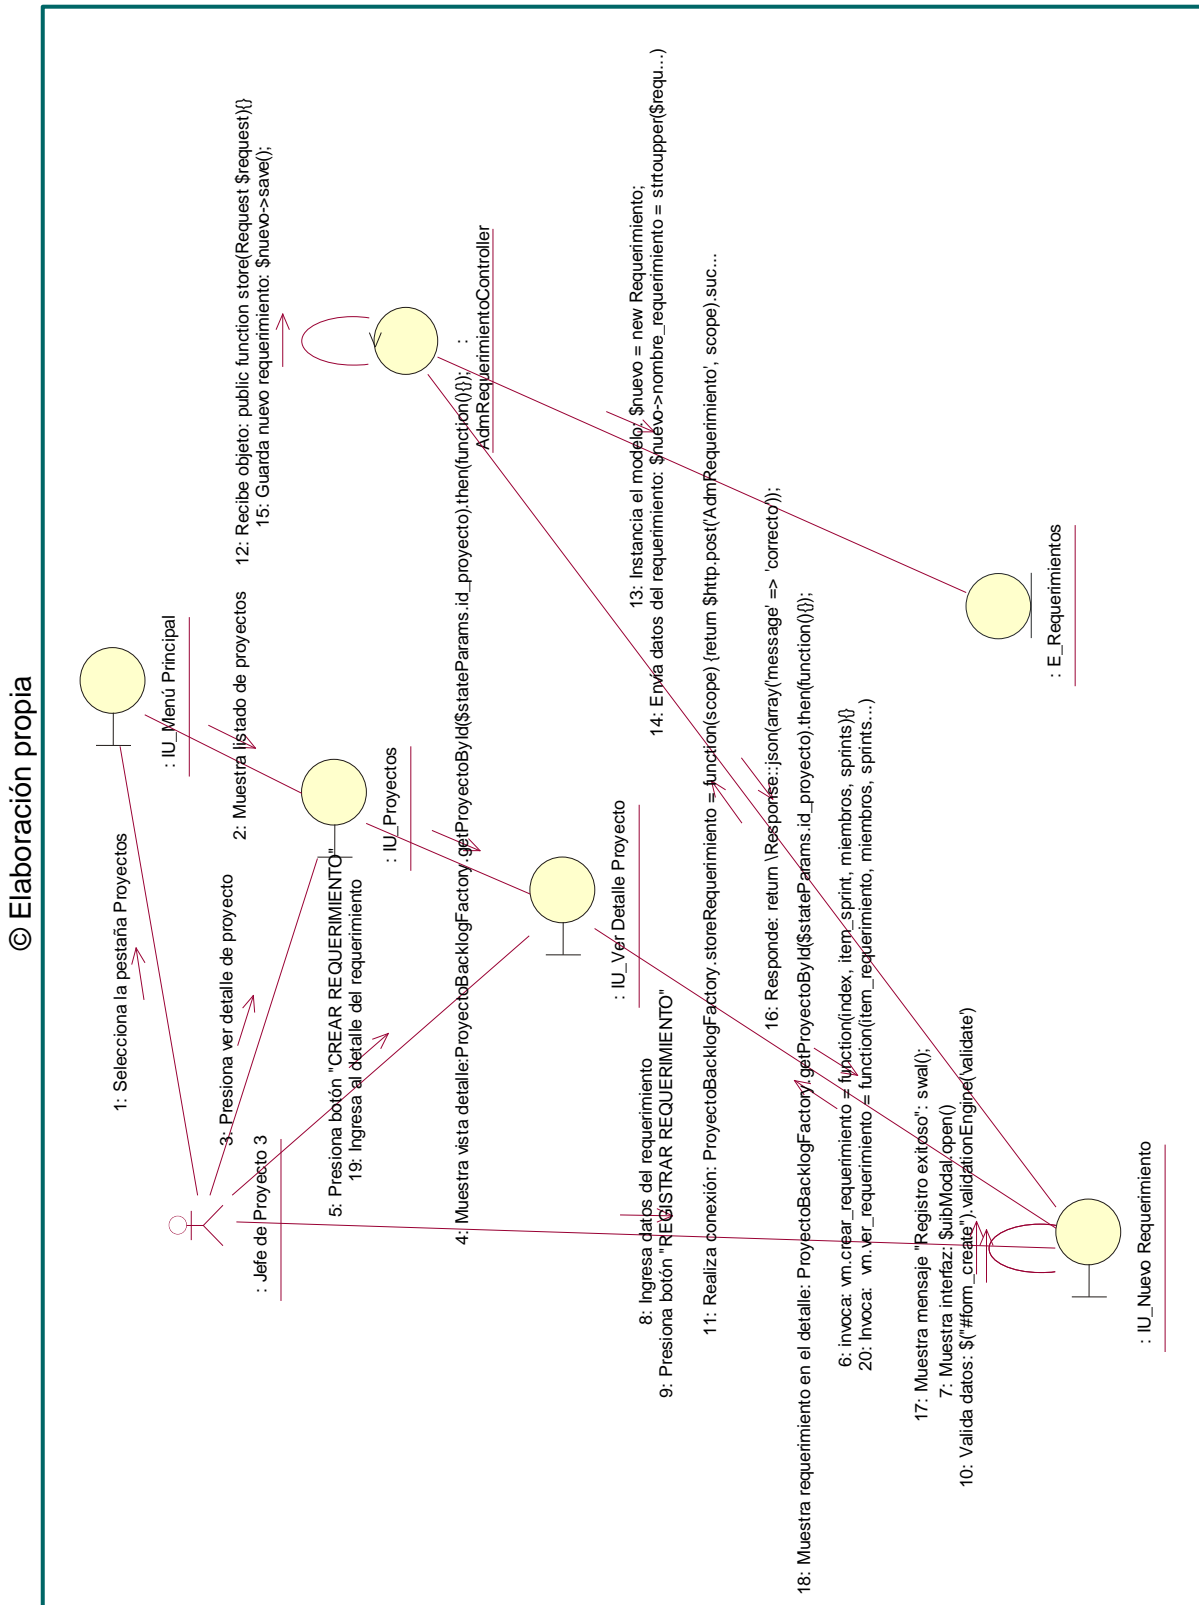 © Elaboración propia
1: Selecciona la pestaña Proyectos
: IU_Menú Principal
2: Muestra listado de proyectos
3: Presiona ver detalle de proyecto
: Jefe de Proyecto 3
12: Recibe objeto: public function store(Request $request){}
15: Guarda nuevo requerimiento: $nuevo->save();
5: Presiona botón "CREAR REQUERIMIENTO"
19: Ingresa al detalle del requerimiento
: IU_Proyectos
4: Muestra vista detalle:ProyectoBacklogFactory.getProyectoById($stateParams.id_proyecto).then(function(){});
:
AdmRequerimientoController
: IU_Ver Detalle Proyecto
13: Instancia el modelo: $nuevo = new Requerimiento;
14: Envía datos del requerimiento: $nuevo->nombre_requerimiento = strtoupper($requ...)
8: Ingresa datos del requerimiento
9: Presiona botón "REGISTRAR REQUERIMIENTO"
11: Realiza conexión: ProyectoBacklogFactory.storeRequerimiento = function(scope) {return $http.post('AdmRequerimiento', scope).suc...
16: Responde: return \Response::json(array('message' => 'correcto'));
18: Muestra requerimiento en el detalle: ProyectoBacklogFactory.getProyectoById($stateParams.id_proyecto).then(function(){});
6: invoca: vm.crear_requerimiento = function(index, item_sprint, miembros, sprints){}
20: Invoca: vm.ver_requerimiento = function(item_requerimiento, miembros, sprints...)
17: Muestra mensaje "Registro exitoso": swal();
7: Muestra interfaz: $uibModal.open()
10: Valida datos: $("#form_create").validationEngine('validate')
: E_Requerimientos
: IU_Nuevo Requerimiento